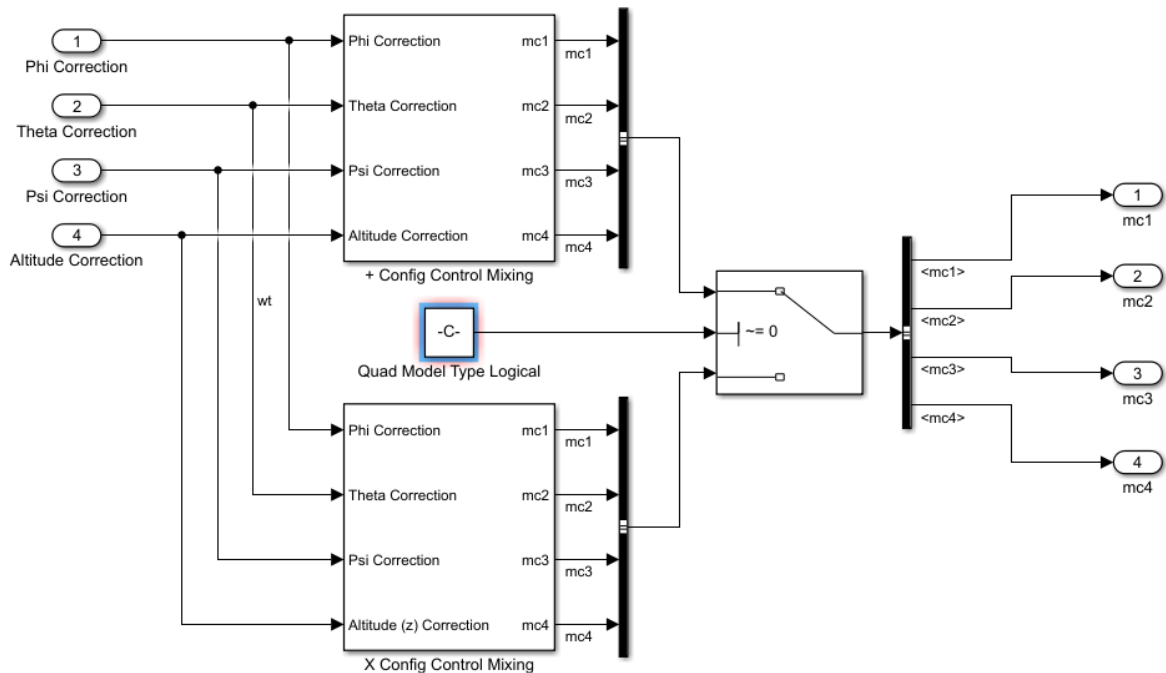 1
Phi Correction
2
Theta Correction
3
Psi Correction
4
Altitude Correction
wt
Phi Correction
Theta Correction
Psi Correction
Altitude Correction
mc1
mc2
mc3
mc4
mc1
mc2
mc3
mc4
+ Config Control Mixing
-C-
Quad Model Type Logical
Phi Correction
Theta Correction
Psi Correction
Altitude (z) Correction
mc1
mc2
mc3
mc4
mc1
mc2
mc3
mc4
X Config Control Mixing
~= 0
<mc1>
<mc2>
<mc3>
<mc4>
1
mc1
2
mc2
3
mc3
4
mc4